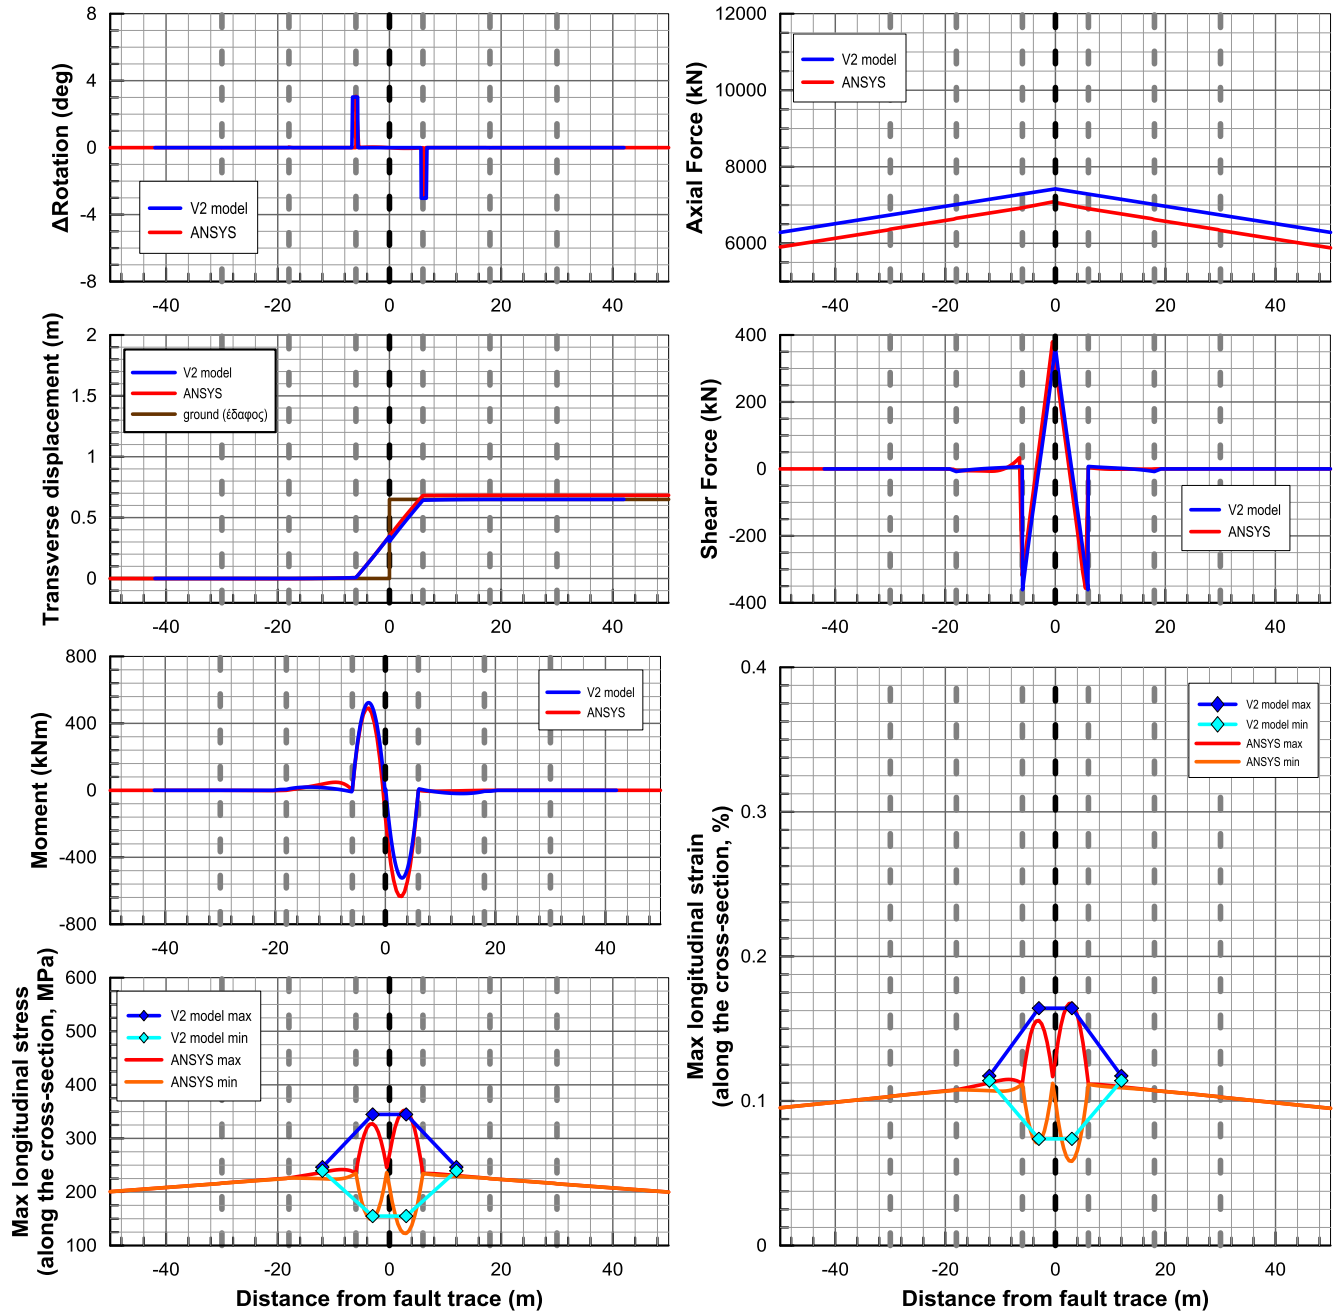 ΔRotation (deg)
8
4
0
-4
-8
V2 model
ANSYS
-40 -20 0 20 40
Axial Force (kN)
12000
10000
8000
6000
V2 model
ANSYS
-40 -20 0 20 40
Transverse displacement (m)
2
1.5
1
0.5
0
V2 model
ANSYS
ground (έδαφος)
-40 -20 0 20 40
Shear Force (kN)
400
200
0
-200
-400
V2 model
ANSYS
-40 -20 0 20 40
Moment (kNm)
800
400
0
-400
-800
V2 model
ANSYS
-40 -20 0 20 40
Max longitudinal stress
(along the cross-section, MPa)
600
500
400
300
200
100
V2 model max
V2 model min
ANSYS max
ANSYS min
-40 -20 0 20 40
Distance from fault trace (m)
Max longitudinal strain
(along the cross-section, %)
0.4
0.3
0.2
0.1
0
V2 model max
V2 model min
ANSYS max
ANSYS min
-40 -20 0 20 40
Distance from fault trace (m)